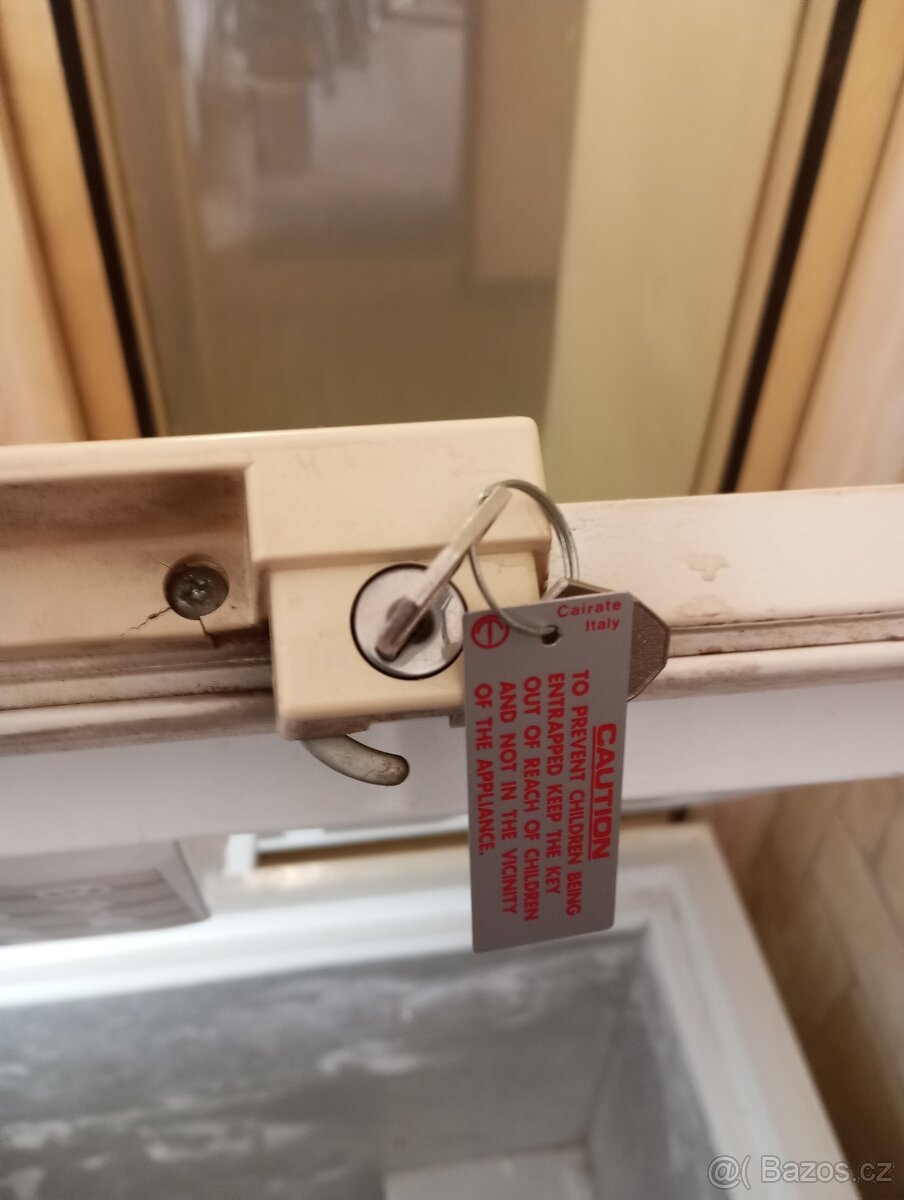 Cairate
Italy
CAUTION
TO PREVENT CHILDREN BEING
ENTRAPPED KEEP THE KEY
OUT OF REACH OF CHILDREN
AND NOT IN THE VICINITY
OF THE APPLIANCE.
@( Bazos.cz